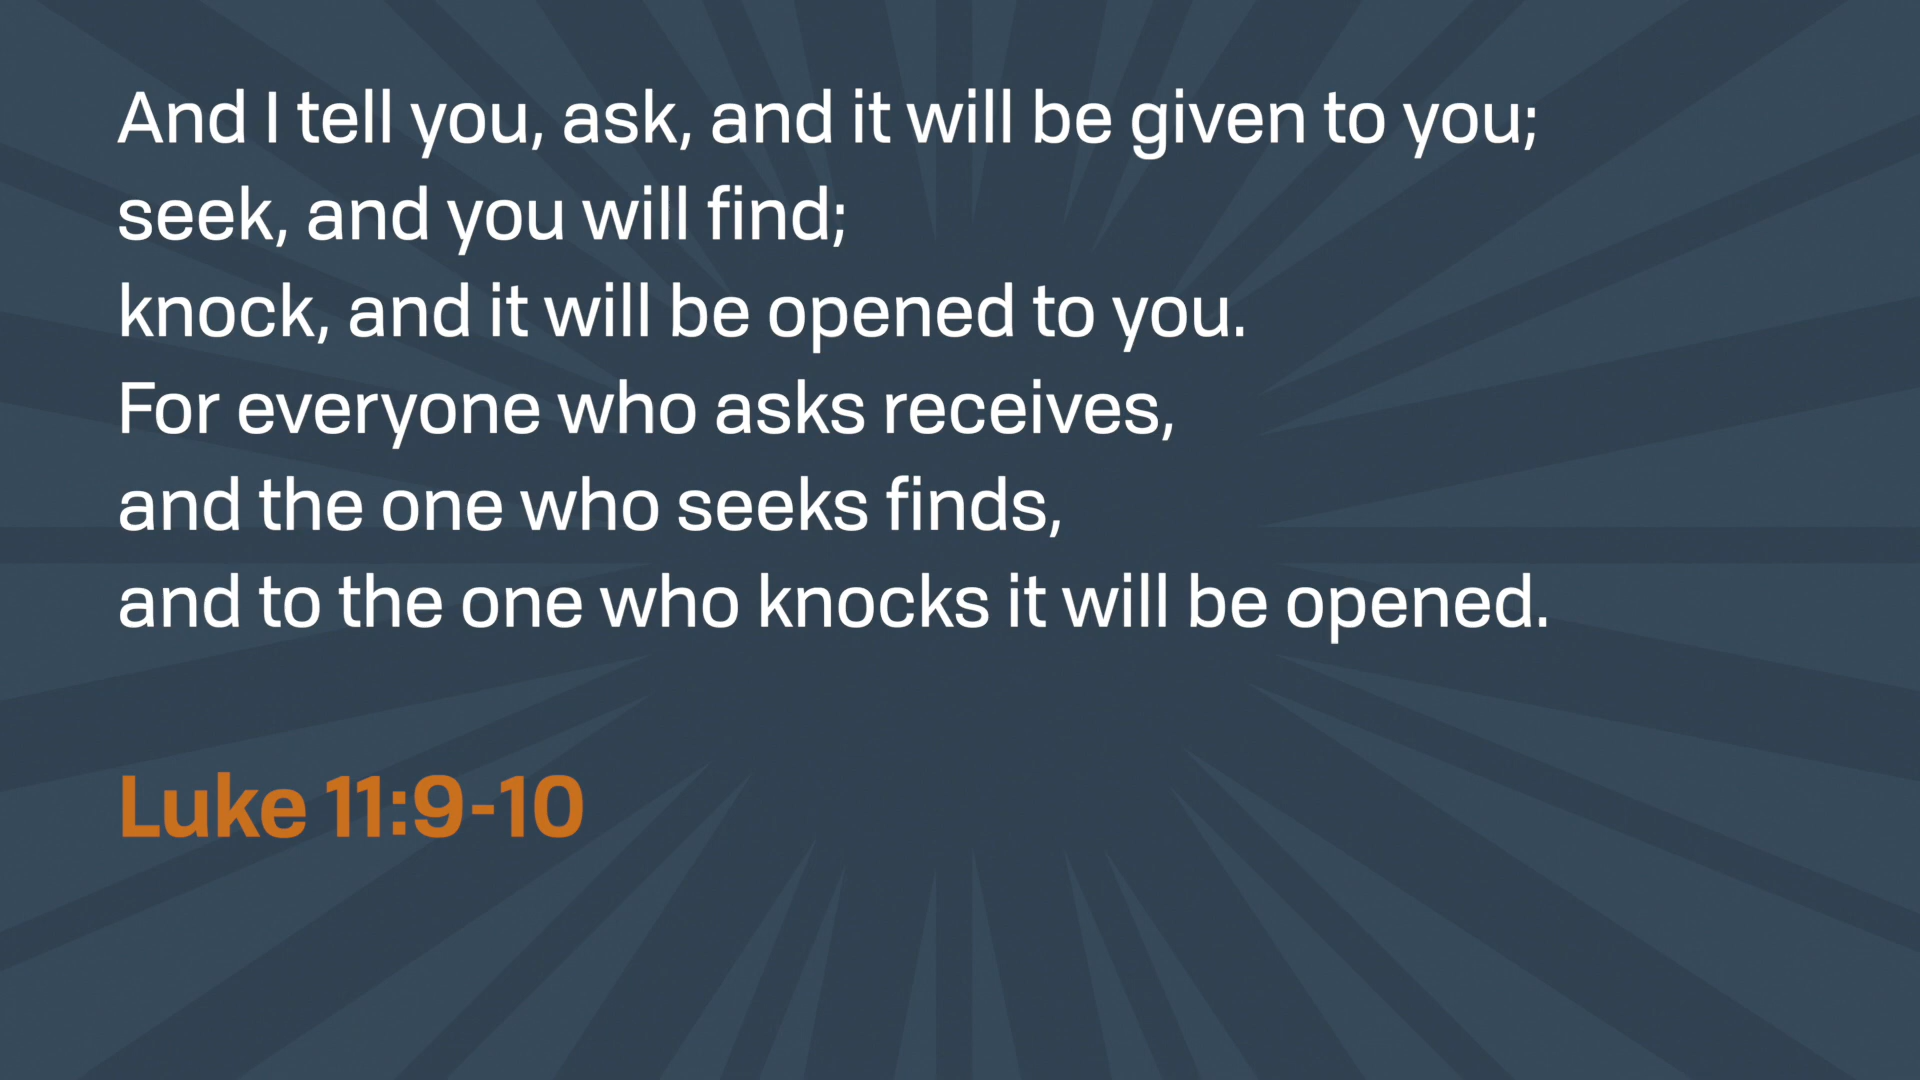 And I tell you, ask, and it will be given to you;
seek, and you will find;
knock, and it will be opened to you.
For everyone who asks receives,
and the one who seeks finds,
and to the one who knocks it will be opened.
Luke 11:9-10